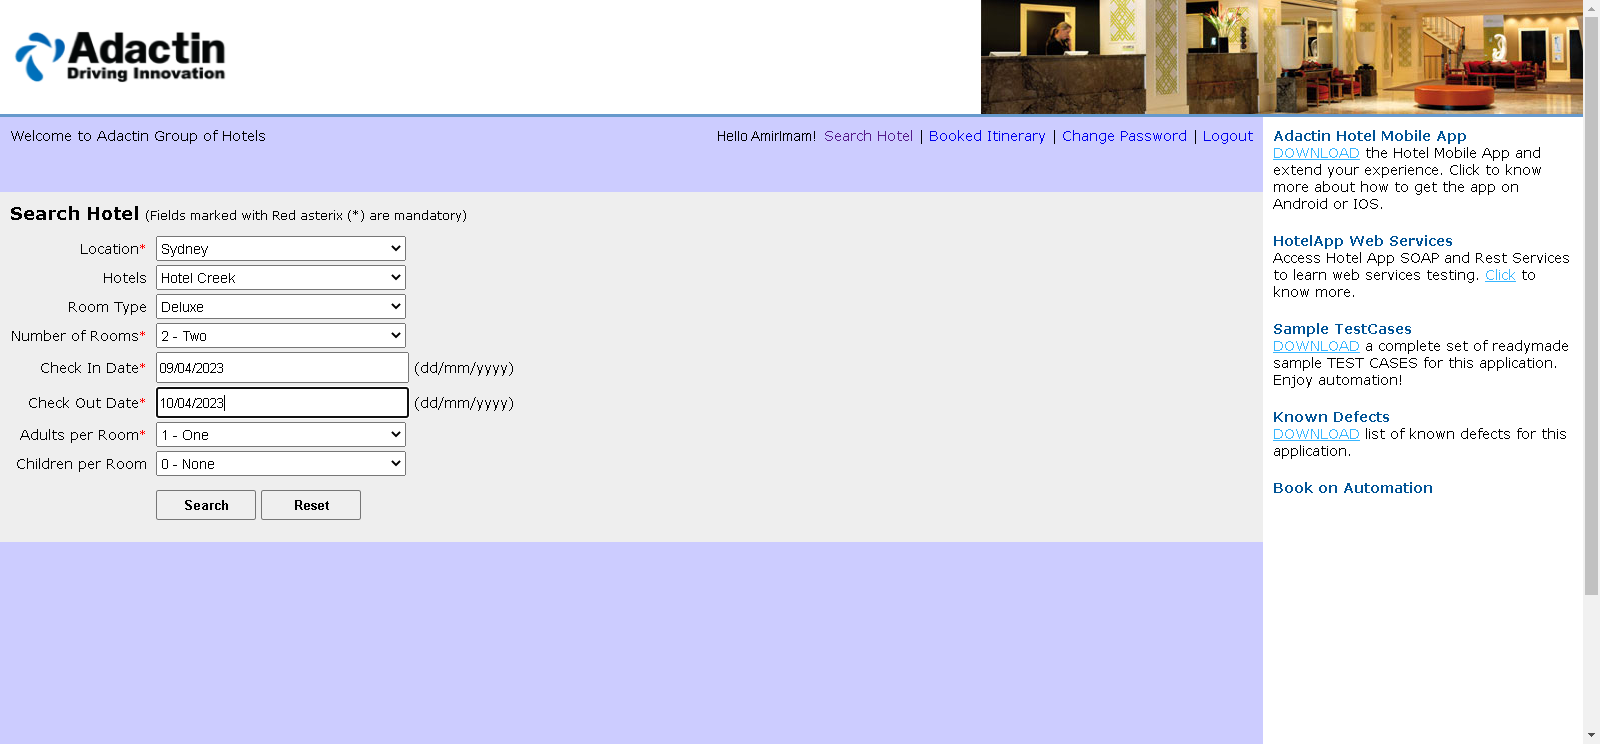 Adactin
Driving Innovation
Welcome to Adactin Group of Hotels
Hello AmirImam! Search Hotel | Booked Itinerary | Change Password | Logout
Search Hotel (Fields marked with Red asterix (*) are mandatory)
Location* Sydney
Hotels Hotel Creek
Room Type Deluxe
Number of Rooms* 2 - Two
Check In Date* 09/04/2023 (dd/mm/yyyy)
Check Out Date* 10/04/2023 (dd/mm/yyyy)
Adults per Room* 1 - One
Children per Room 0 - None
Search Reset
Adactin Hotel Mobile App
DOWNLOAD the Hotel Mobile App and
extend your experience. Click to know
more about how to get the app on
Android or IOS.
HotelApp Web Services
Access Hotel App SOAP and Rest Services
to learn web services testing. Click to
know more.
Sample TestCases
DOWNLOAD a complete set of readymade
sample TEST CASES for this application.
Enjoy automation!
Known Defects
DOWNLOAD list of known defects for this
application.
Book on Automation